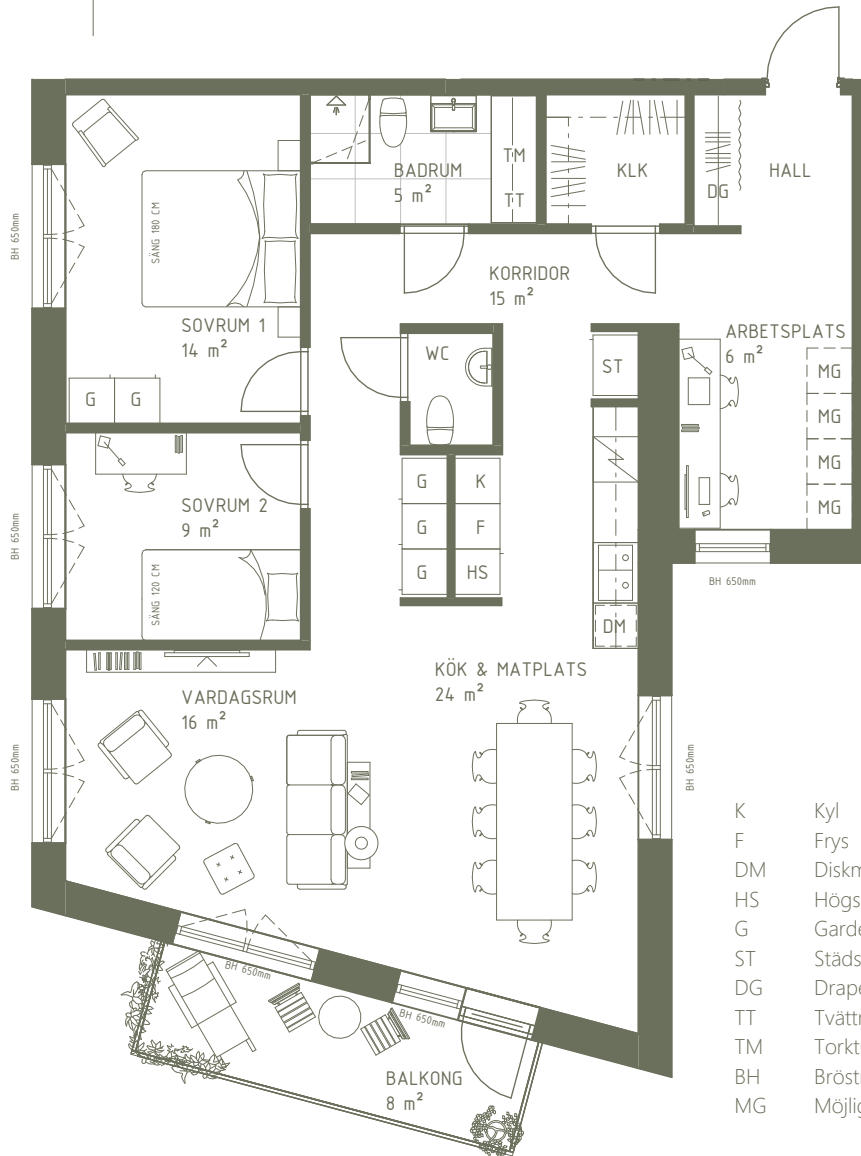 TM
TT
BADRUM
5 m²
KLK
DG
HALL
BH 650mm
SÄNG 180 CM
KORRIDOR
15 m²
SOVRUM 1
14 m²
WC
ST
ARBETSPLATS
6 m²
MG
MG
MG
MG
G
G
G
K
G
F
G
HS
SOVRUM 2
9 m²
BH 650mm
SÄNG 120 CM
BH 650mm
DM
KÖK & MATPLATS
24 m²
VARDAGSRUM
16 m²
BH 650mm
BH 650mm
BH 650mm
BH 650mm
BALKONG
8 m²
K Kyl
F Frys
DM
HS
G
ST
DG
TT
TM
BH
MG